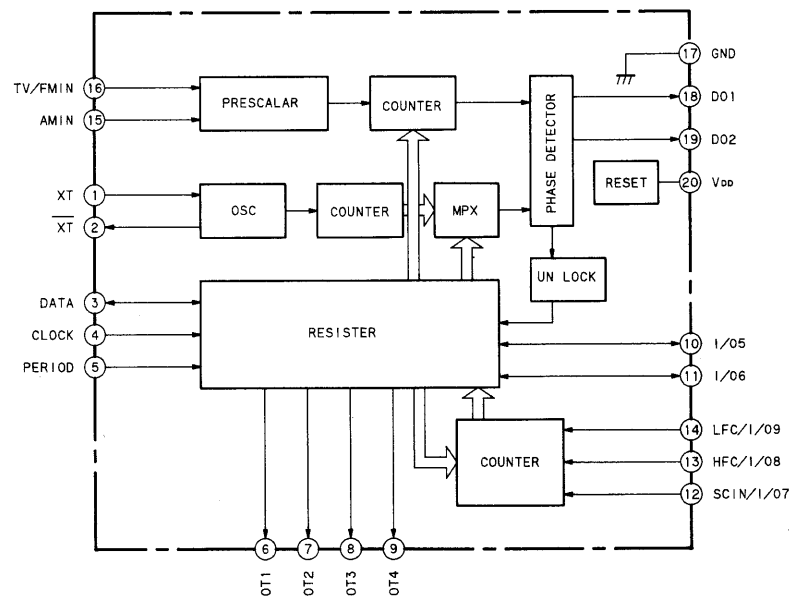 TV/FMIN 16
AMIN 15
PRESCALAR
COUNTER
PHASE DETECTOR
17 GND
18 DO1
19 DO2
RESET
20 VDD
XT 1
XT 2
OSC
COUNTER
MPX
UN LOCK
DATA 3
CLOCK 4
PERIOD 5
RESISTER
10 I/O5
11 I/O6
COUNTER
14 LFC/I/O9
13 HFC/I/O8
12 SCIN/I/O7
6 7 8 9
OT1 OT2 OT3 OT4